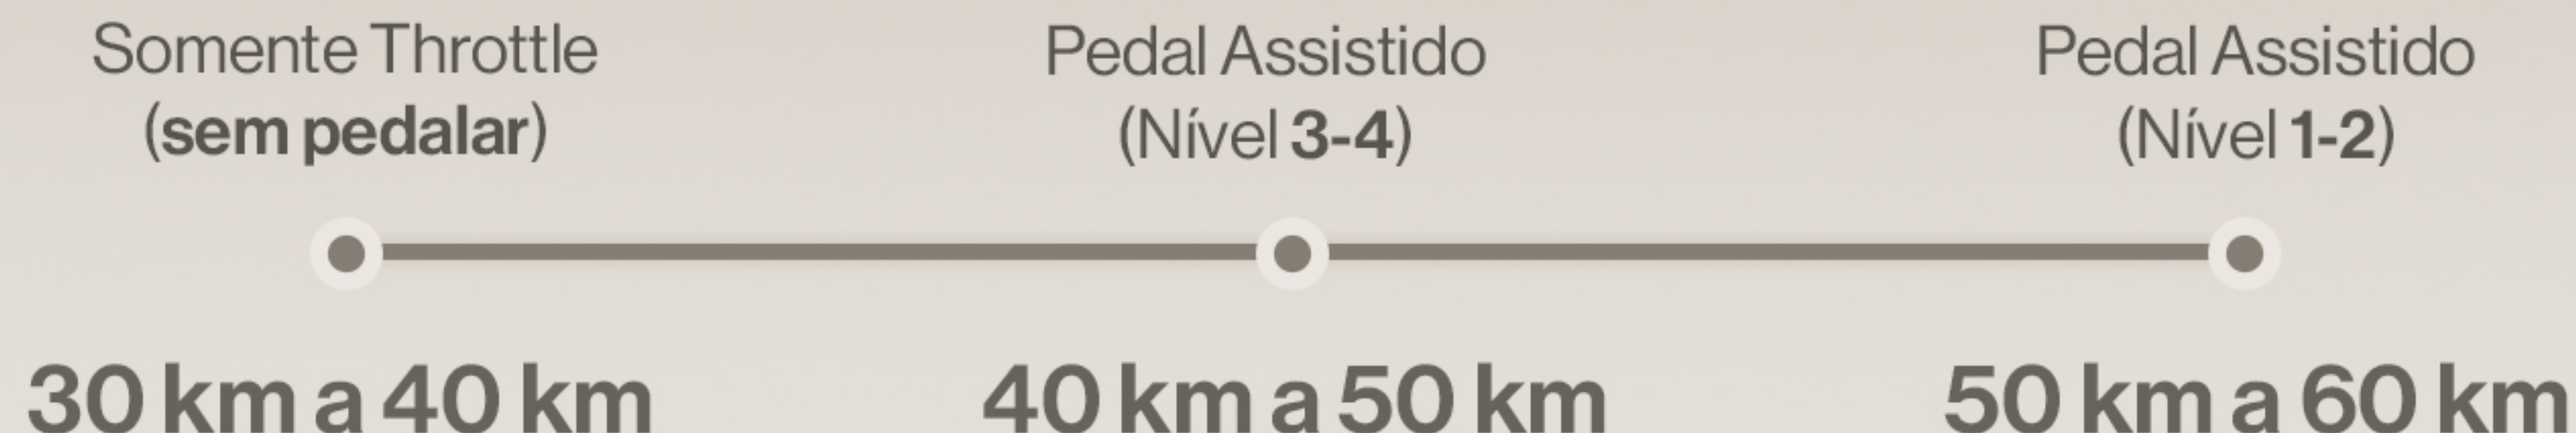 Somente Throttle
(sem pedalar)
Pedal Assistido
(Nível 3-4)
Pedal Assistido
(Nível 1-2)
30 km a 40 km
40 km a 50 km
50 km a 60 km